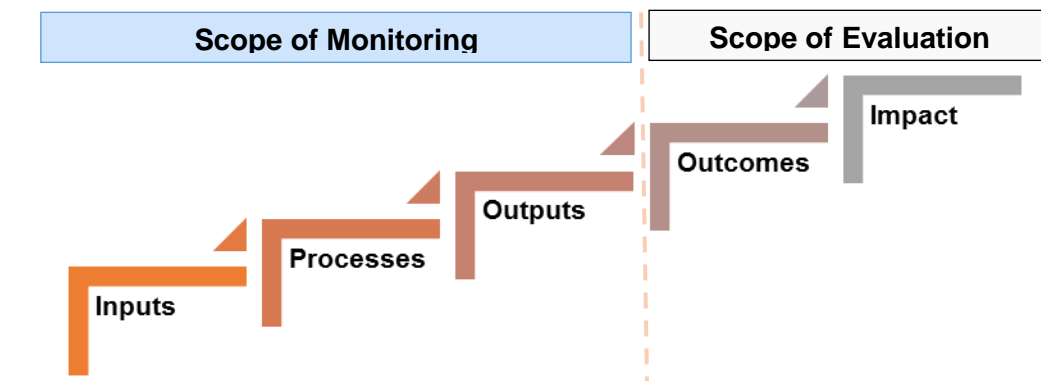 Scope of Monitoring
Scope of Evaluation
Impact
Outcomes
Outputs
Processes
Inputs